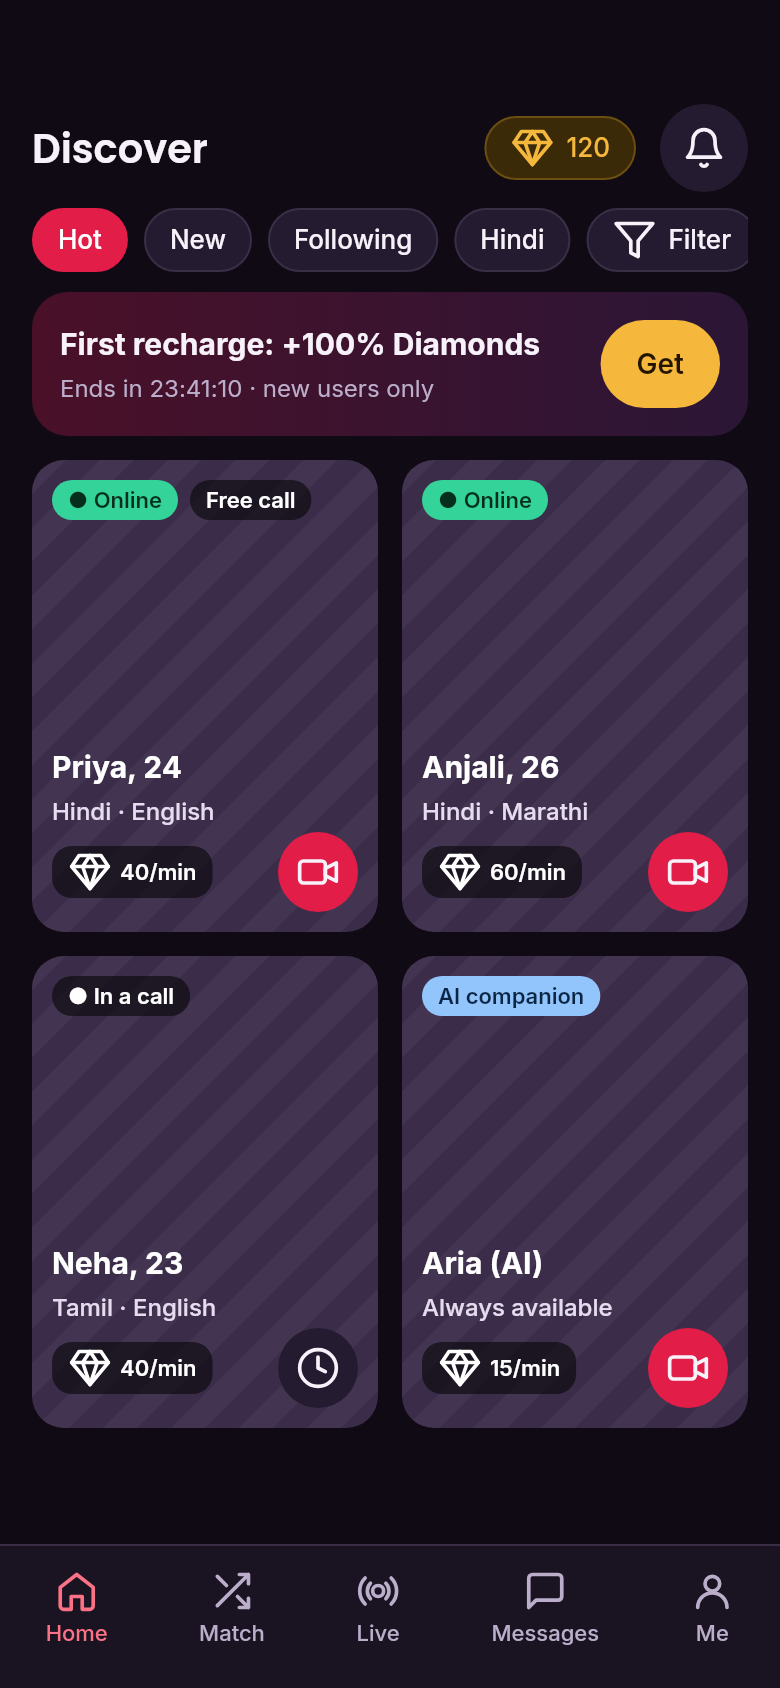 Discover
120
Hot
New
Following
Hindi
Filter
First recharge: +100% Diamonds
Ends in 23:41:10 · new users only
Get
Online
Free call
Priya, 24
Hindi · English
40/min
Online
Anjali, 26
Hindi · Marathi
60/min
In a call
Neha, 23
Tamil · English
40/min
AI companion
Aria (AI)
Always available
15/min
Home
Match
Live
Messages
Me